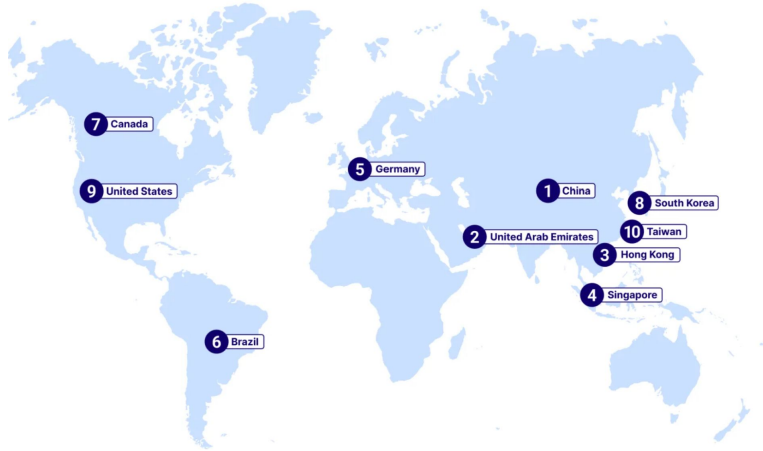 7 Canada
5 Germany
9 United States
1 China
8 South Korea
10 Taiwan
2 United Arab Emirates
3 Hong Kong
4 Singapore
6 Brazil